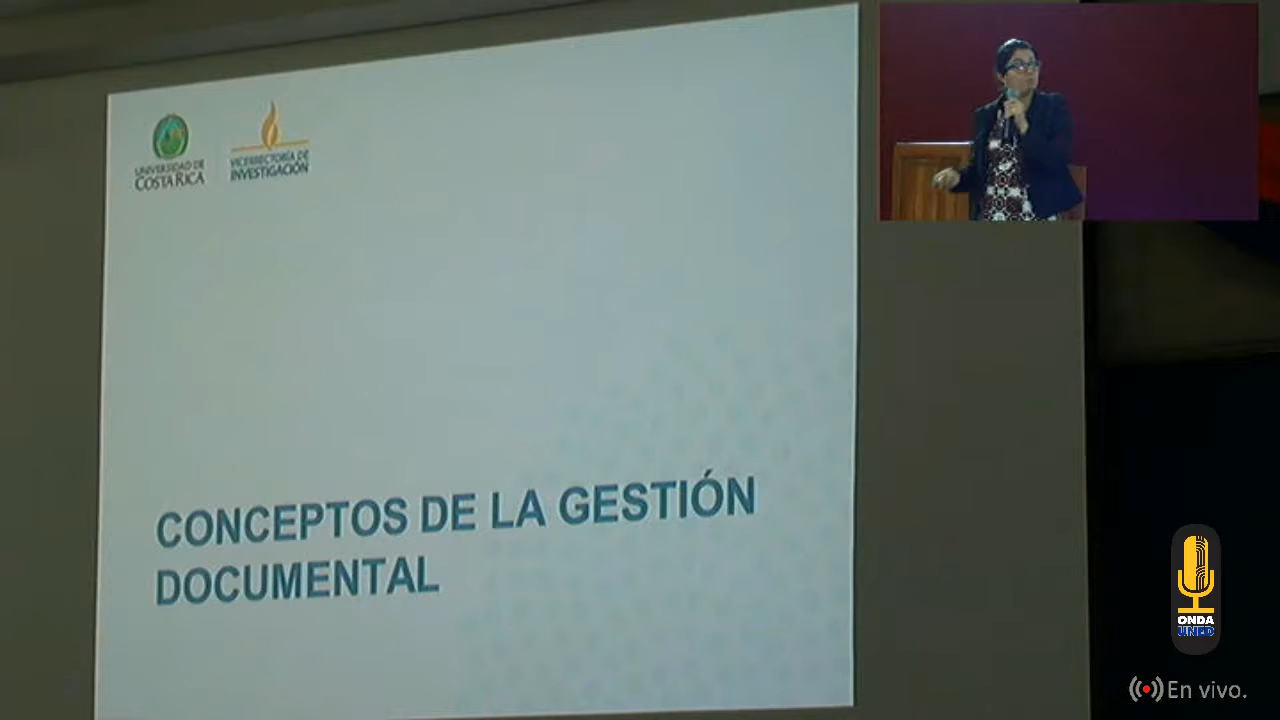 UNIVERSIDAD DE
COSTA RICA
VICERRECTORÍA DE
INVESTIGACIÓN
CONCEPTOS DE LA GESTIÓN
DOCUMENTAL
ONDA
UNED
En vivo.